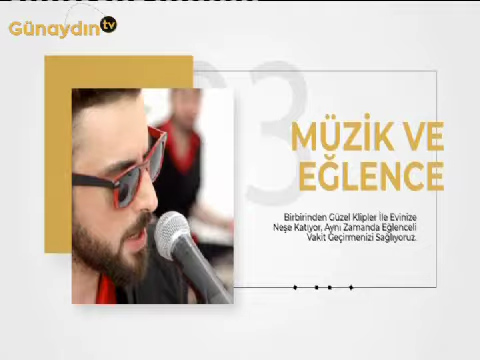 Günaydın tv
03
MÜZİK VE
EĞLENCE
Birbirinden Güzel Klipler İle Evinize
Neşe Katıyor, Aynı Zamanda Eğlenceli
Vakit Geçirmenizi Sağlıyoruz.